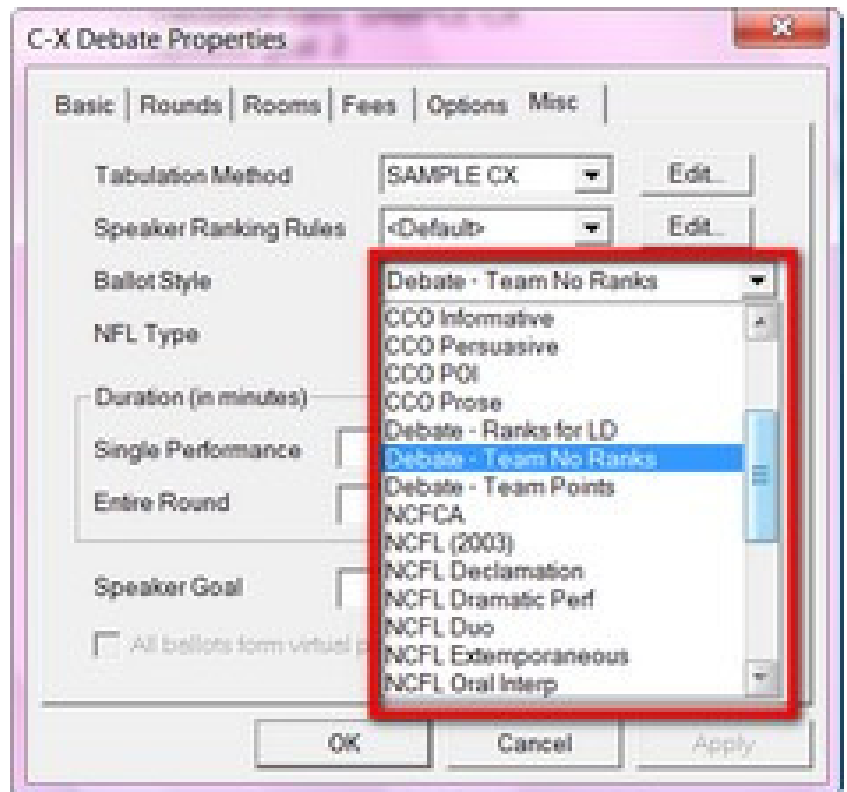 C-X Debate Properties
Basic | Rounds | Rooms | Fees | Options Misc
Tabulation Method SAMPLE CX Edit...
Speaker Ranking Rules <Default> Edit...
Ballot Style Debate - Team No Ranks
NFL Type
CCO Informative
CCO Persuasive
CCO POI
CCO Prose
Debate - Ranks for LD
Debate - Team No Ranks
Debate - Team Points
NCFCA
NCFL (2003)
NCFL Declamation
NCFL Dramatic Perf
NCFL Duo
NCFL Extemporaneous
NCFL Oral Interp
Duration (in minutes)
Single Performance
Entire Round
Speaker Goal
All ballots form virtual
OK Cancel Apply